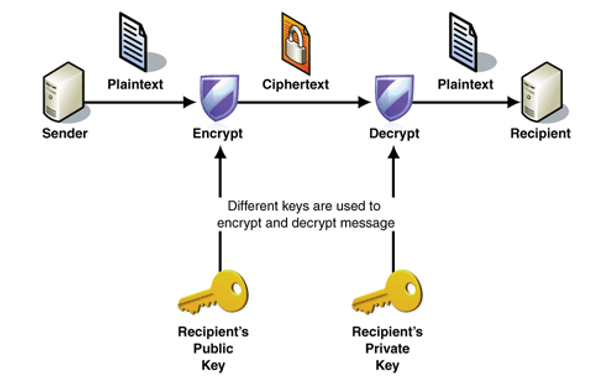 Plaintext
Ciphertext
Plaintext
Sender
Encrypt
Decrypt
Recipient
Different keys are used to
encrypt and decrypt message
Recipient's
Public
Key
Recipient's
Private
Key